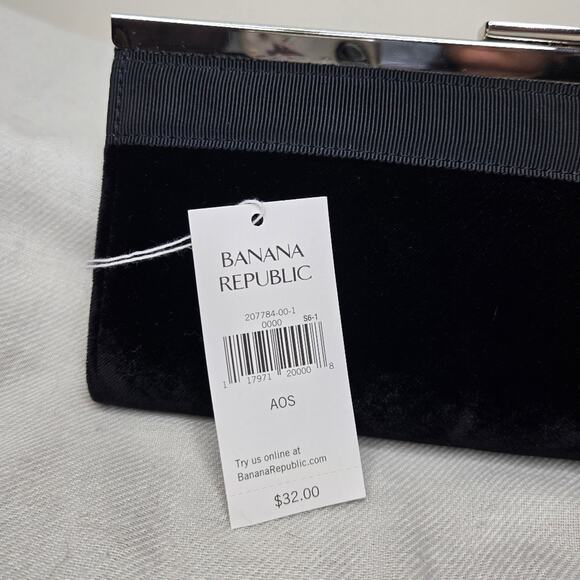 BANANA
REPUBLIC
207784-00-1
0000 S6-1
1 17971 20000 8
AOS
Try us online at
BananaRepublic.com
$32.00